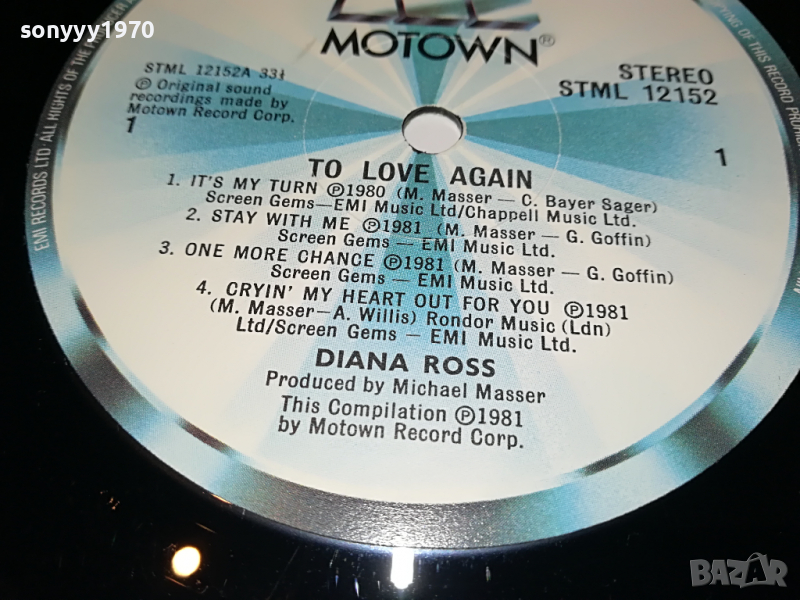 sonyyy1970
MOTOWN®
STML 12152A 33⅓
℗ Original sound
recordings made by
Motown Record Corp.
1
STEREO
STML 12152
1
TO LOVE AGAIN
1. IT'S MY TURN ℗1980 (M. Masser — C. Bayer Sager)
Screen Gems—EMI Music Ltd/Chappell Music Ltd.
2. STAY WITH ME ℗1981 (M. Masser — G. Goffin)
Screen Gems — EMI Music Ltd.
3. ONE MORE CHANCE ℗1981 (M. Masser — G. Goffin)
Screen Gems — EMI Music Ltd.
4. CRYIN' MY HEART OUT FOR YOU ℗1981
(M. Masser—A. Willis) Rondor Music (Ldn)
Ltd/Screen Gems — EMI Music Ltd.
DIANA ROSS
Produced by Michael Masser
This Compilation ℗1981
by Motown Record Corp.
EMI RECORDS LTD·ALL RIGHTS OF THE
OF THIS RECORD
BAZAR